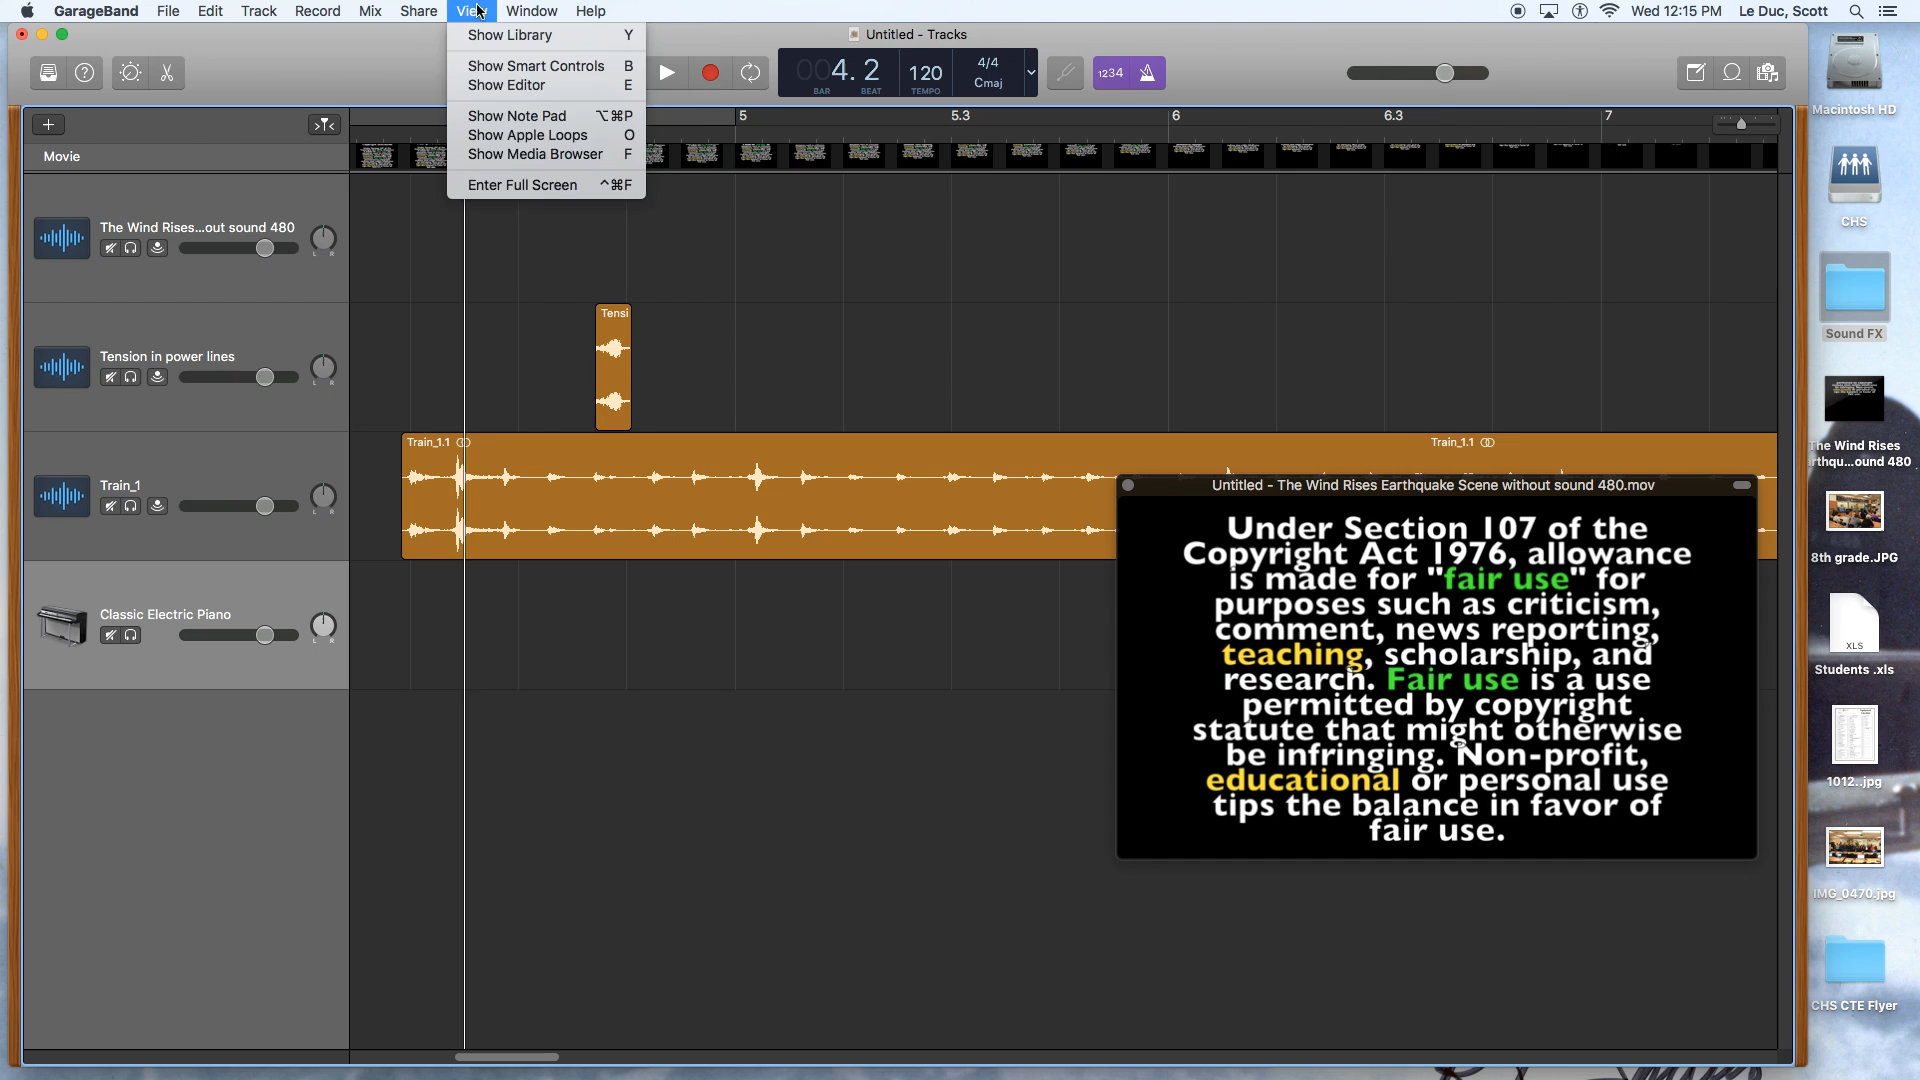 GarageBand File Edit Track Record Mix Share View Window Help
Wed 12:15 PM Le Duc, Scott
Untitled - Tracks
Show Library Y
Show Smart Controls B
Show Editor E
Show Note Pad ⌥⌘P
Show Apple Loops O
Show Media Browser F
Enter Full Screen ^⌘F
004. 2
BAR BEAT
120
TEMPO
4/4
Cmaj
1234
5 5.3 6 6.3 7
Movie
The Wind Rises...out sound 480
L R
Tension in power lines
L R
Train_1
L R
Classic Electric Piano
L R
Tensi
Train_1.1
Train_1.1
Untitled - The Wind Rises Earthquake Scene without sound 480.mov
Under Section 107 of the
Copyright Act 1976, allowance
is made for "fair use" for
purposes such as criticism,
comment, news reporting,
teaching, scholarship, and
research. Fair use is a use
permitted by copyright
statute that might otherwise
be infringing. Non-profit,
educational or personal use
tips the balance in favor of
fair use.
Macintosh HD
CHS
Sound FX
The Wind Rises
rthqu...ound 480
8th grade.JPG
XLS
Students .xls
1012..jpg
IMG_0470.jpg
CHS CTE Flyer